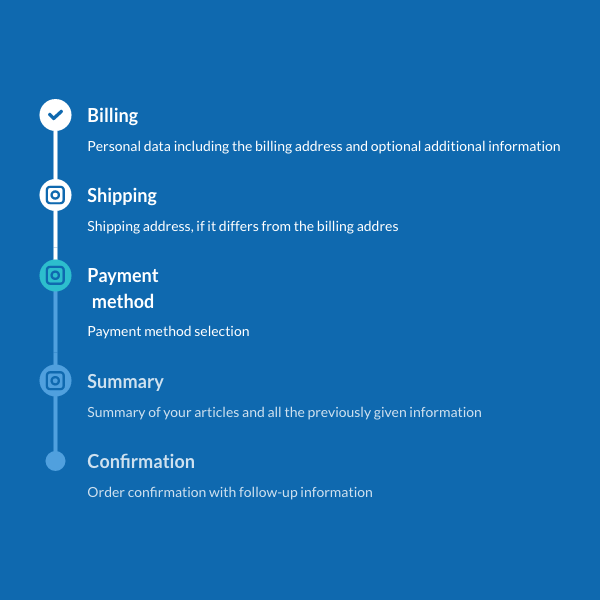 Billing
Personal data including the billing address and optional additional information
Shipping
Shipping address, if it differs from the billing addres
Payment
method
Payment method selection
Summary
Summary of your articles and all the previously given information
Confirmation
Order confirmation with follow-up information